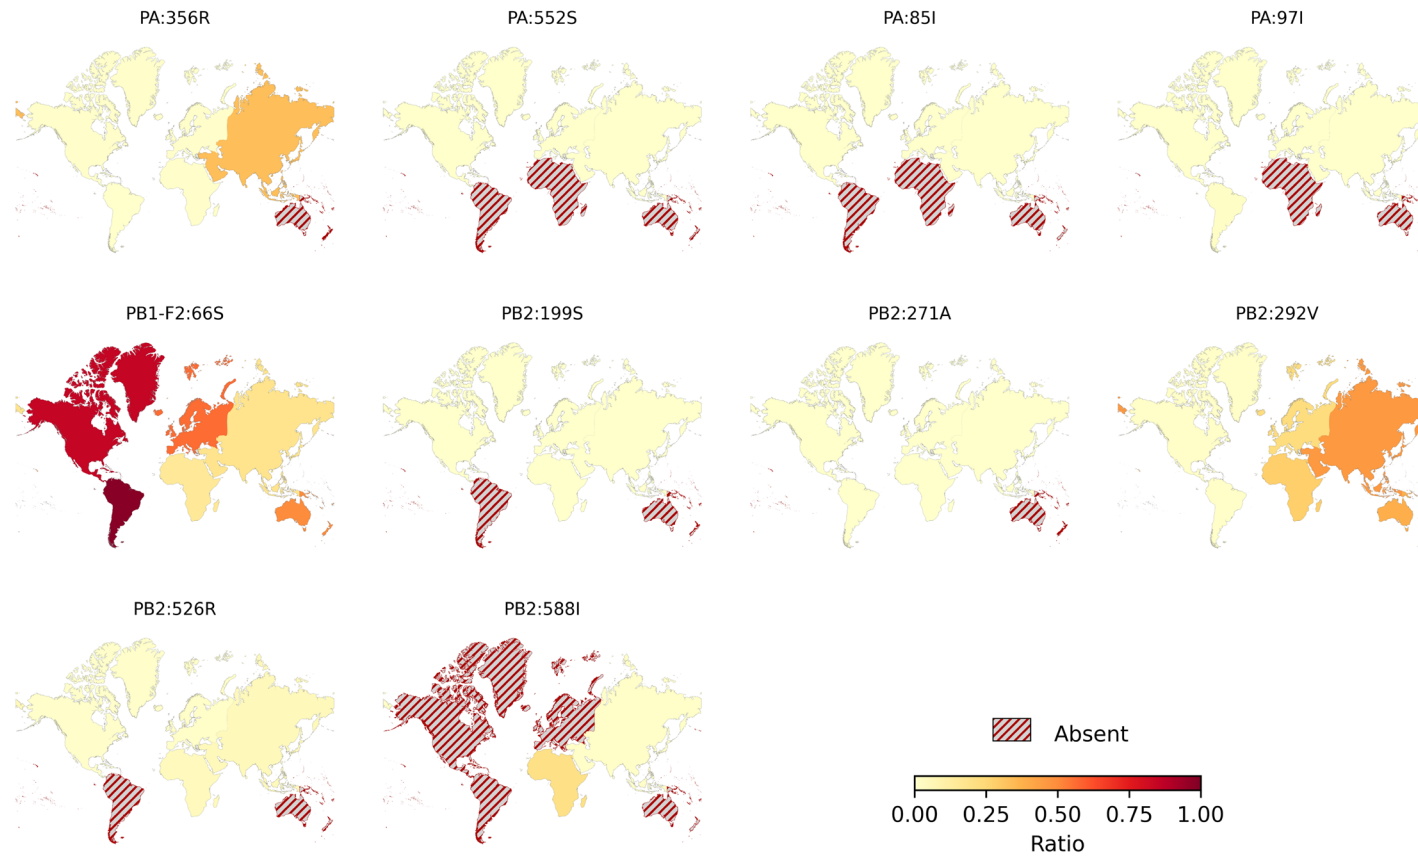 PA:356R
PA:552S
PA:85I
PA:97I
PB1-F2:66S
PB2:199S
PB2:271A
PB2:292V
PB2:526R
PB2:588I
Absent
0.00 0.25 0.50 0.75 1.00
Ratio